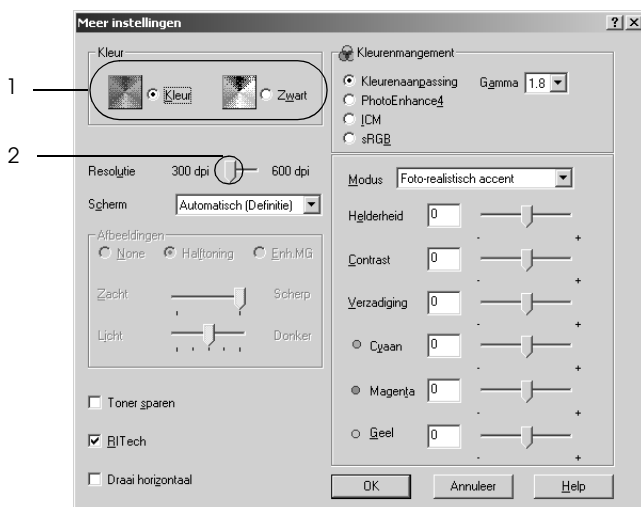 Meer instellingen
1
Kleur
Kleur
Zwart
2
Resolutie 300 dpi 600 dpi
Scherm Automatisch (Definitie)
Afbeeldingen
None Halftoning Enh.MG
Zacht Scherp
Licht Donker
Toner sparen
RITech
Draai horizontaal
Kleurenmangement
Kleurenaanpassing Gamma 1.8
PhotoEnhance4
ICM
sRGB
Modus Foto-realistisch accent
Helderheid 0
- +
Contrast 0
- +
Verzadiging 0
- +
Cyaan 0
- +
Magenta 0
- +
Geel 0
- +
OK Annuleer Help